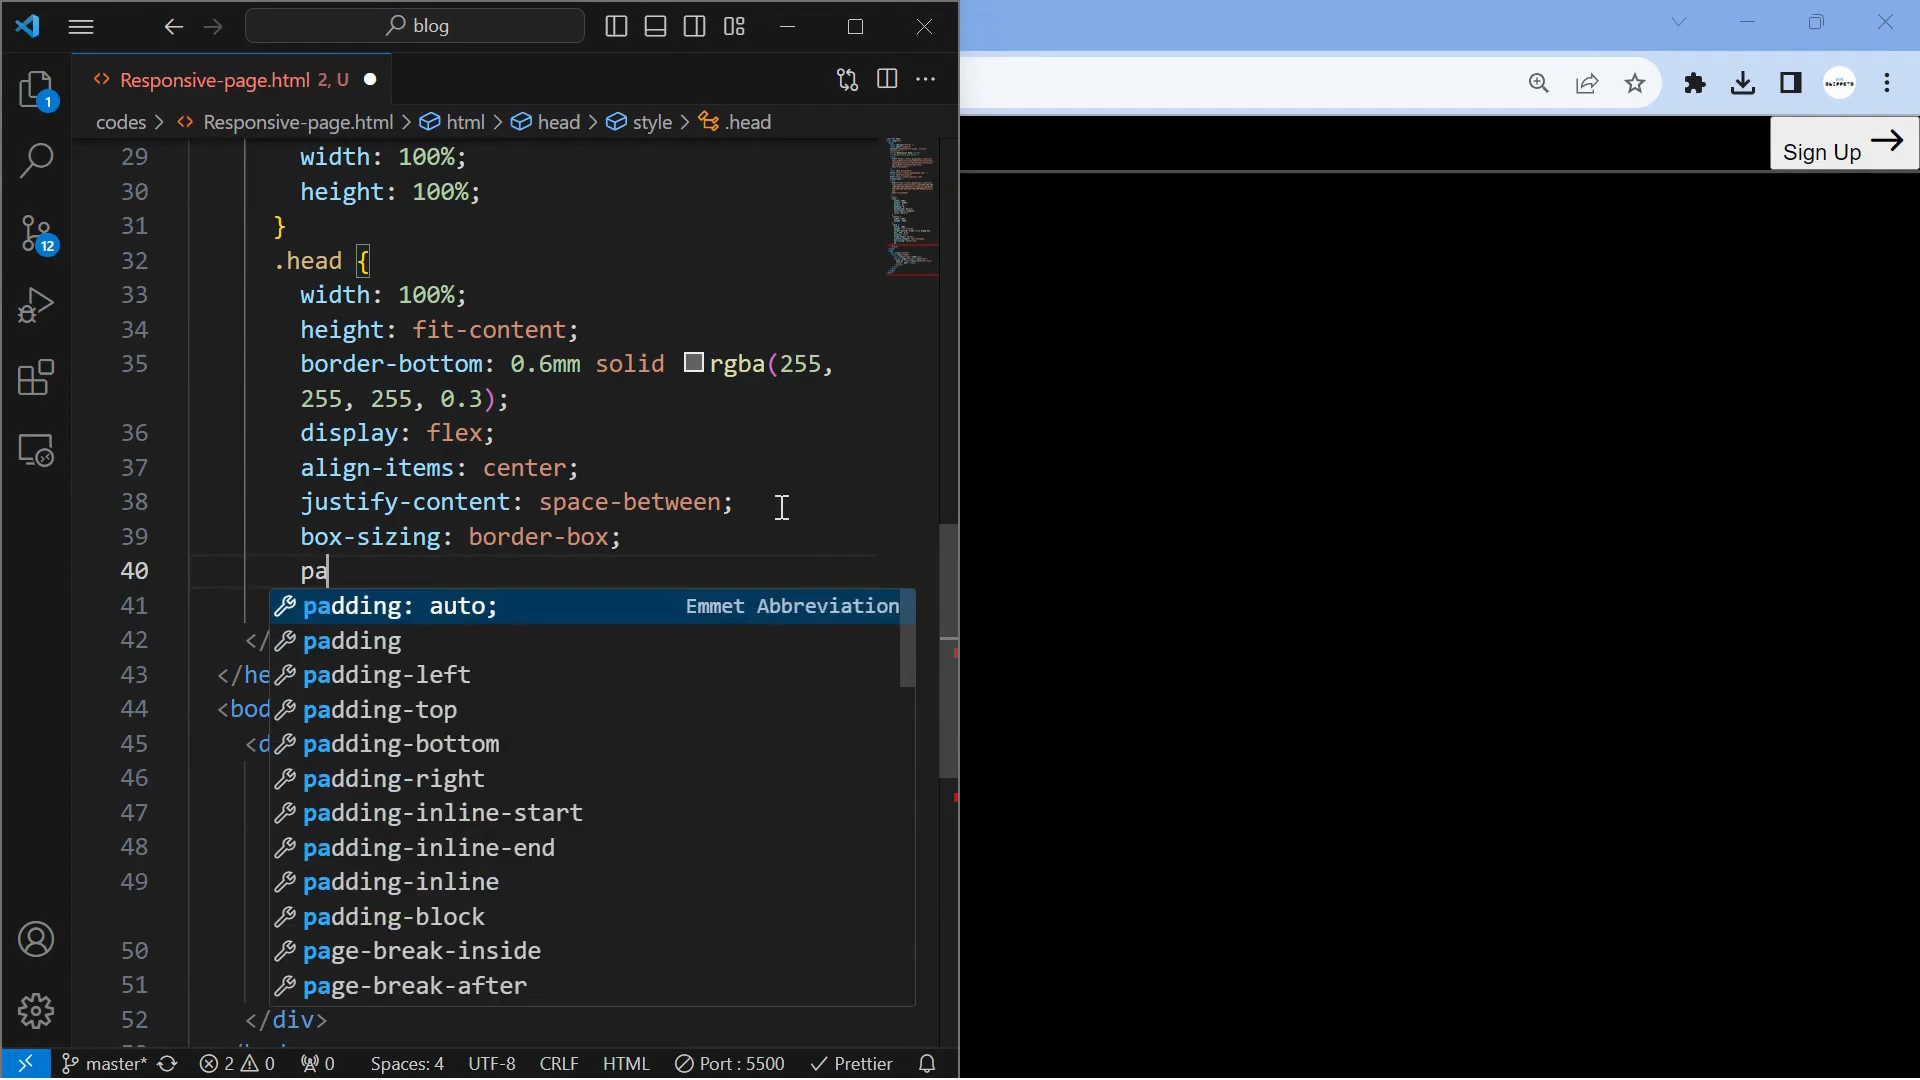 blog
Responsive-page.html 2, U
codes > <> Responsive-page.html > html > head > style > .head
29 width: 100%;
30 height: 100%;
31 }
32 .head {
33 width: 100%;
34 height: fit-content;
35 border-bottom: 0.6mm solid rgba(255,
255, 255, 0.3);
36 display: flex;
37 align-items: center;
38 justify-content: space-between;
39 box-sizing: border-box;
40 pa
41 padding: auto; Emmet Abbreviation
42 </ padding
43 </he padding-left
44 <bod padding-top
45 <d padding-bottom
46 padding-right
47 padding-inline-start
48 padding-inline-end
49 padding-inline
padding-block
50 page-break-inside
51 page-break-after
52 </div>
1
12
master* 2 0 0 Spaces: 4 UTF-8 CRLF HTML Port : 5500 Prettier
Sign Up